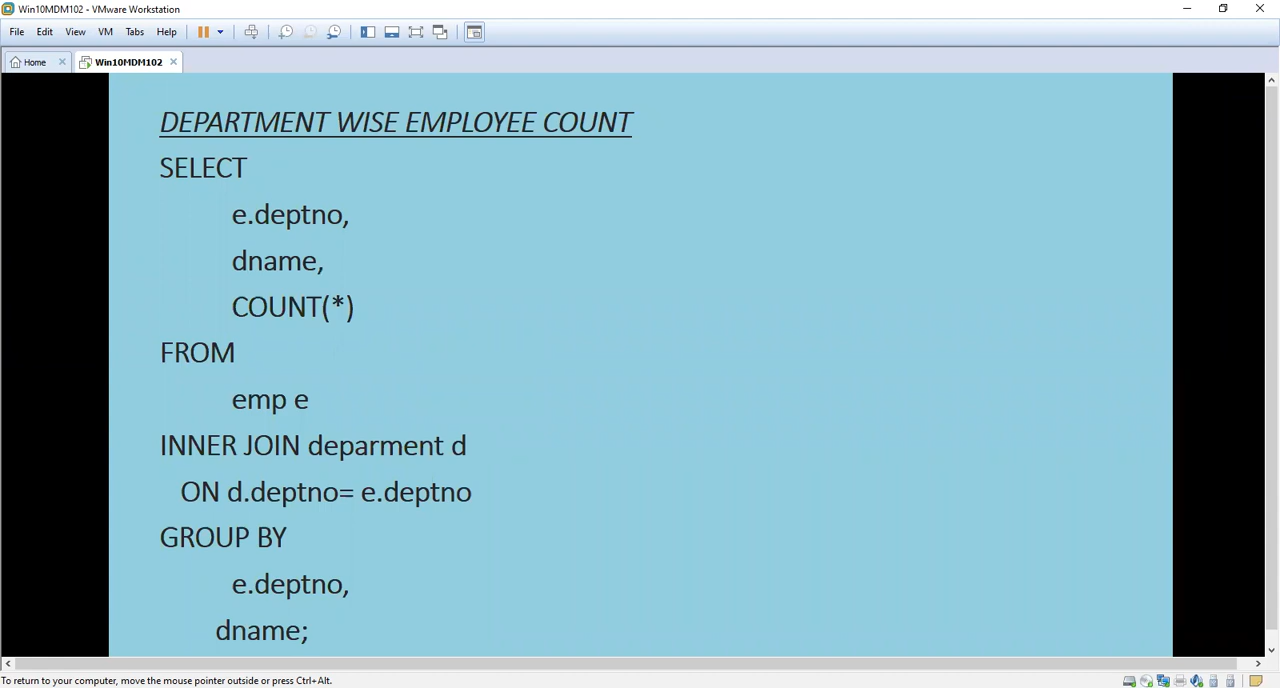 Win10MDM102 - VMware Workstation
File Edit View VM Tabs Help
Home Win10MDM102
DEPARTMENT WISE EMPLOYEE COUNT
SELECT
e.deptno,
dname,
COUNT(*)
FROM
emp e
INNER JOIN deparment d
ON d.deptno= e.deptno
GROUP BY
e.deptno,
dname;
To return to your computer, move the mouse pointer outside or press Ctrl+Alt.